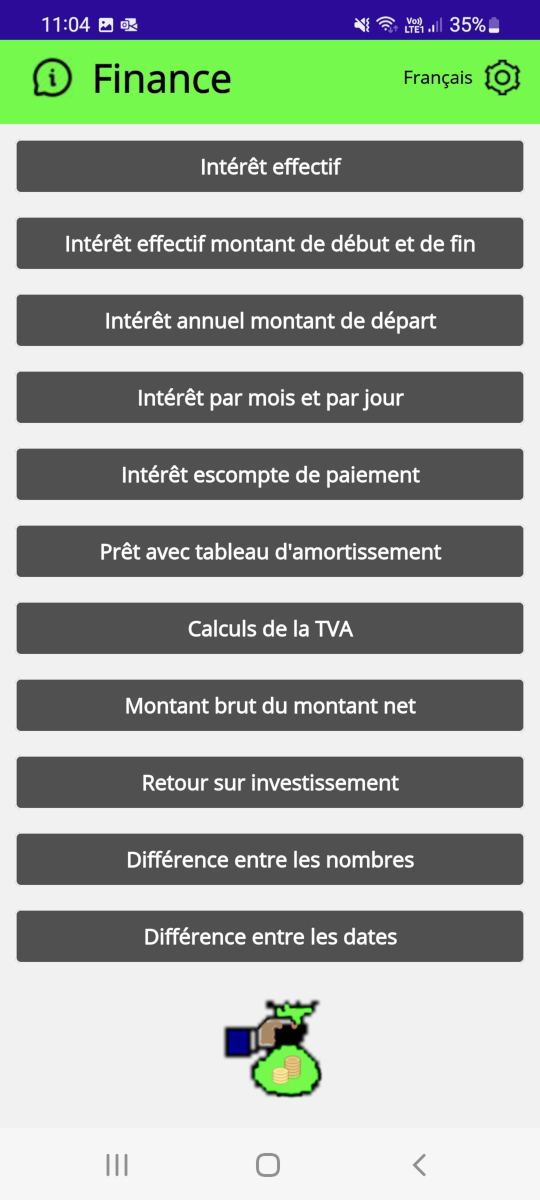 11:04 Vo)) LTE1 35%
Finance Français
Intérêt effectif
Intérêt effectif montant de début et de fin
Intérêt annuel montant de départ
Intérêt par mois et par jour
Intérêt escompte de paiement
Prêt avec tableau d'amortissement
Calculs de la TVA
Montant brut du montant net
Retour sur investissement
Différence entre les nombres
Différence entre les dates